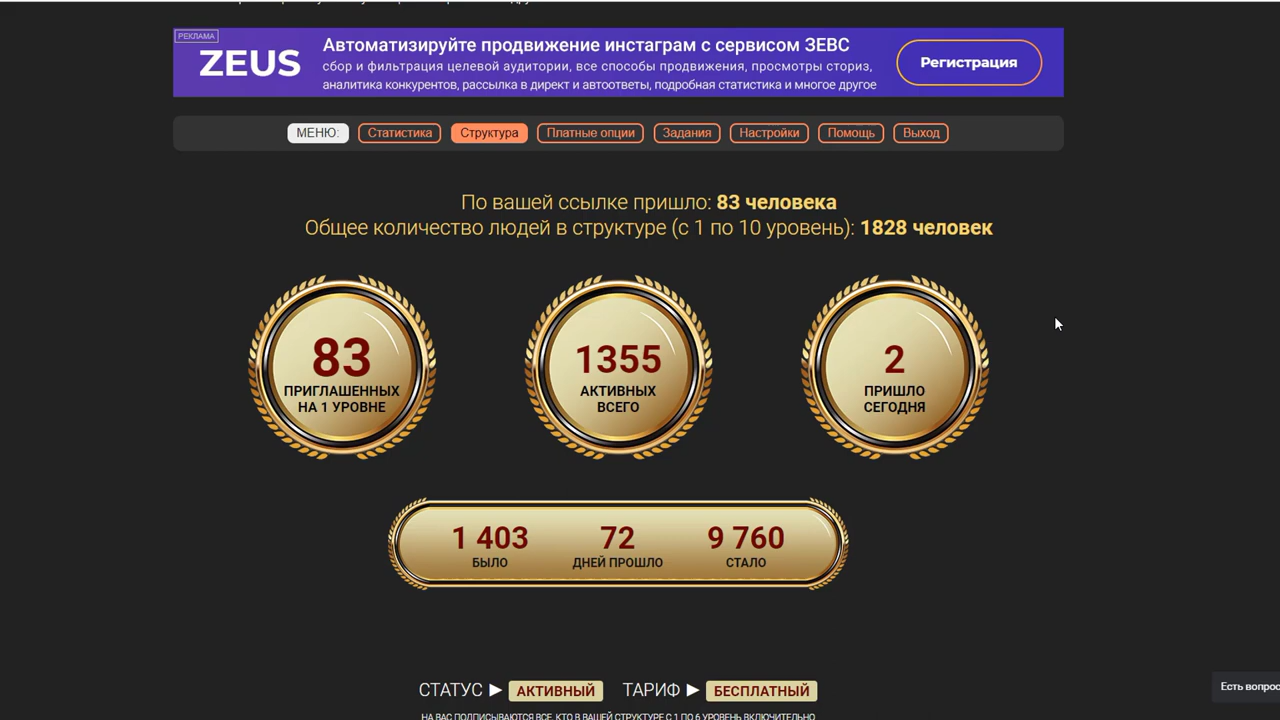 РЕКЛАМА
ZEUS
Автоматизируйте продвижение инстаграм с сервисом ЗЕВС
сбор и фильтрация целевой аудитории, все способы продвижения, просмотры сториз,
аналитика конкурентов, рассылка в директ и автоответы, подробная статистика и многое другое
Регистрация
МЕНЮ: Статистика Структура Платные опции Задания Настройки Помощь Выход
По вашей ссылке пришло: 83 человека
Общее количество людей в структуре (с 1 по 10 уровень): 1828 человек
83
ПРИГЛАШЕННЫХ
НА 1 УРОВНЕ
1355
АКТИВНЫХ
ВСЕГО
2
ПРИШЛО
СЕГОДНЯ
1 403 72 9 760
БЫЛО ДНЕЙ ПРОШЛО СТАЛО
СТАТУС ► АКТИВНЫЙ ТАРИФ ► БЕСПЛАТНЫЙ
НА ВАС ПОДПИСЫВАЮТСЯ ВСЕ, КТО В ВАШЕЙ СТРУКТУРЕ С 1 ПО 6 УРОВЕНЬ ВКЛЮЧИТЕЛЬНО
Есть вопрос